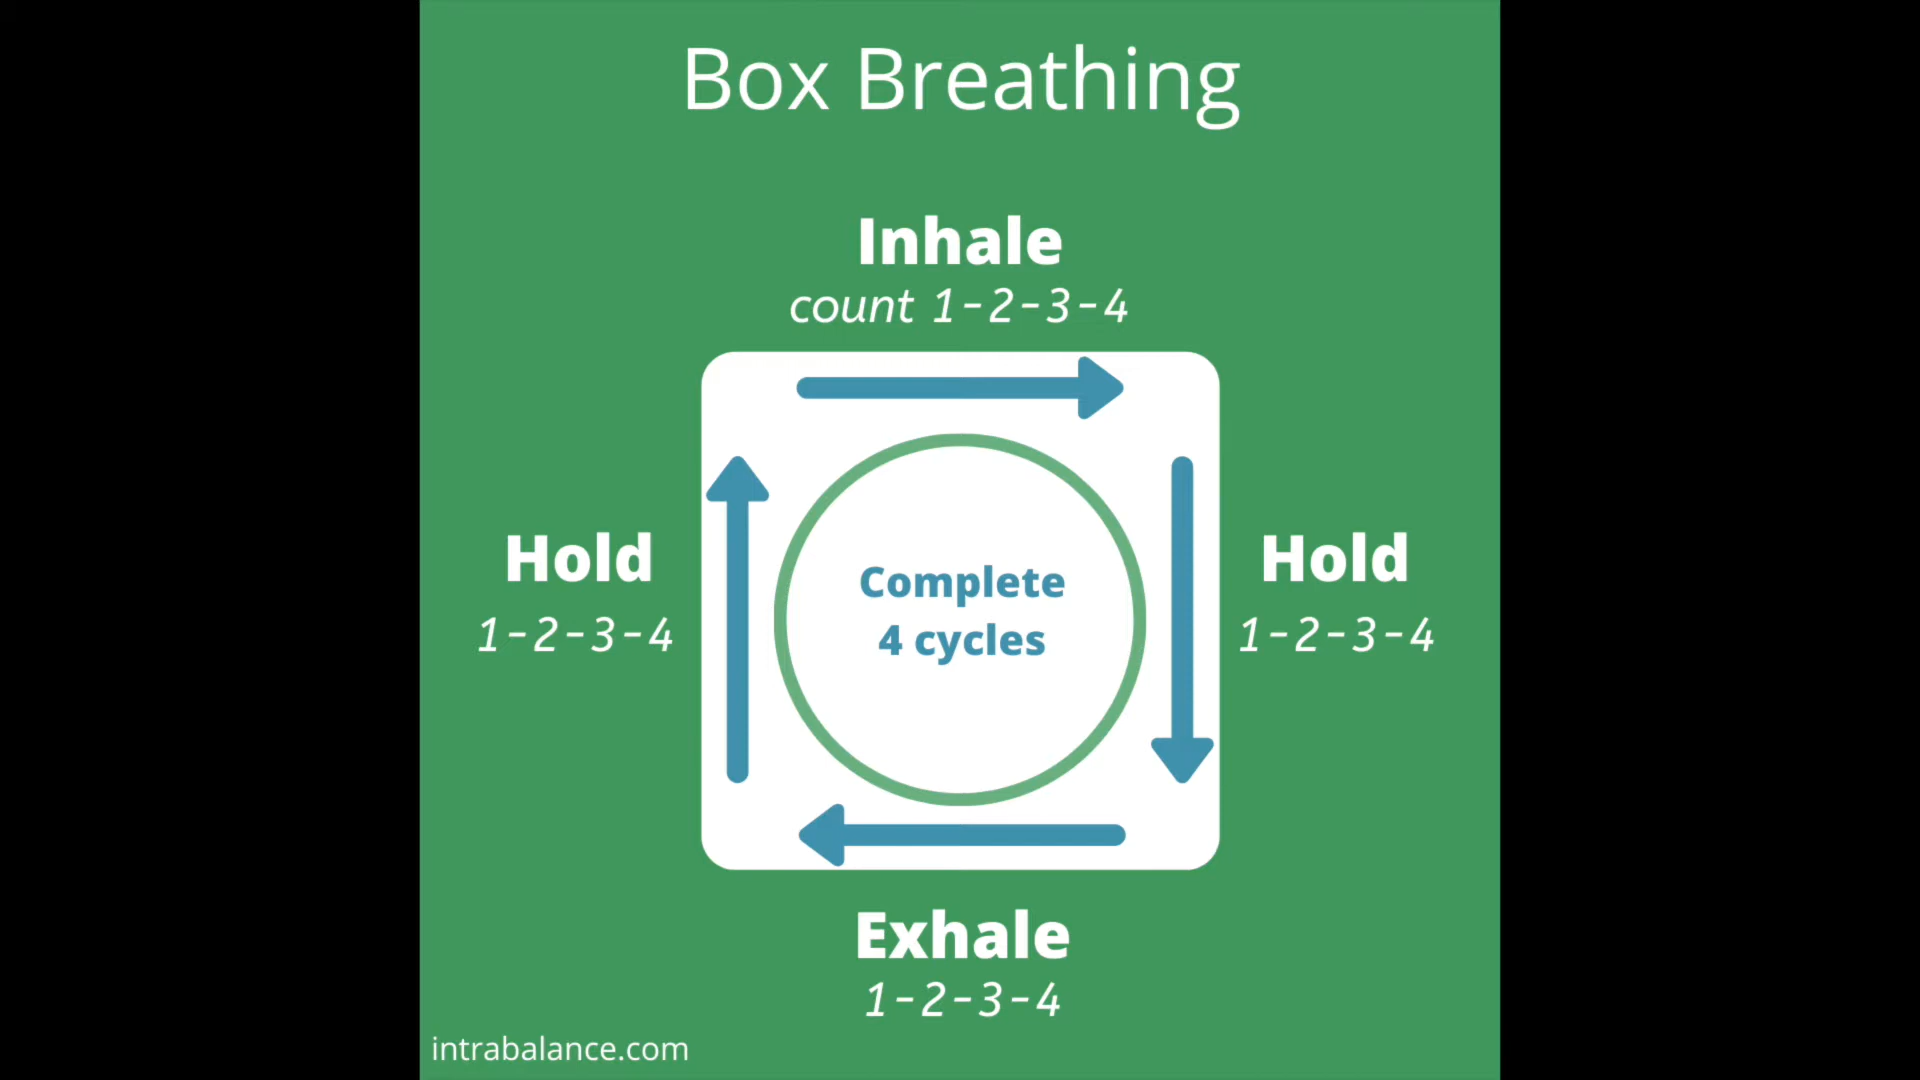 Box Breathing
Inhale
count 1-2-3-4
Hold
1-2-3-4
Complete
4 cycles
Hold
1-2-3-4
Exhale
1-2-3-4
intrabalance.com